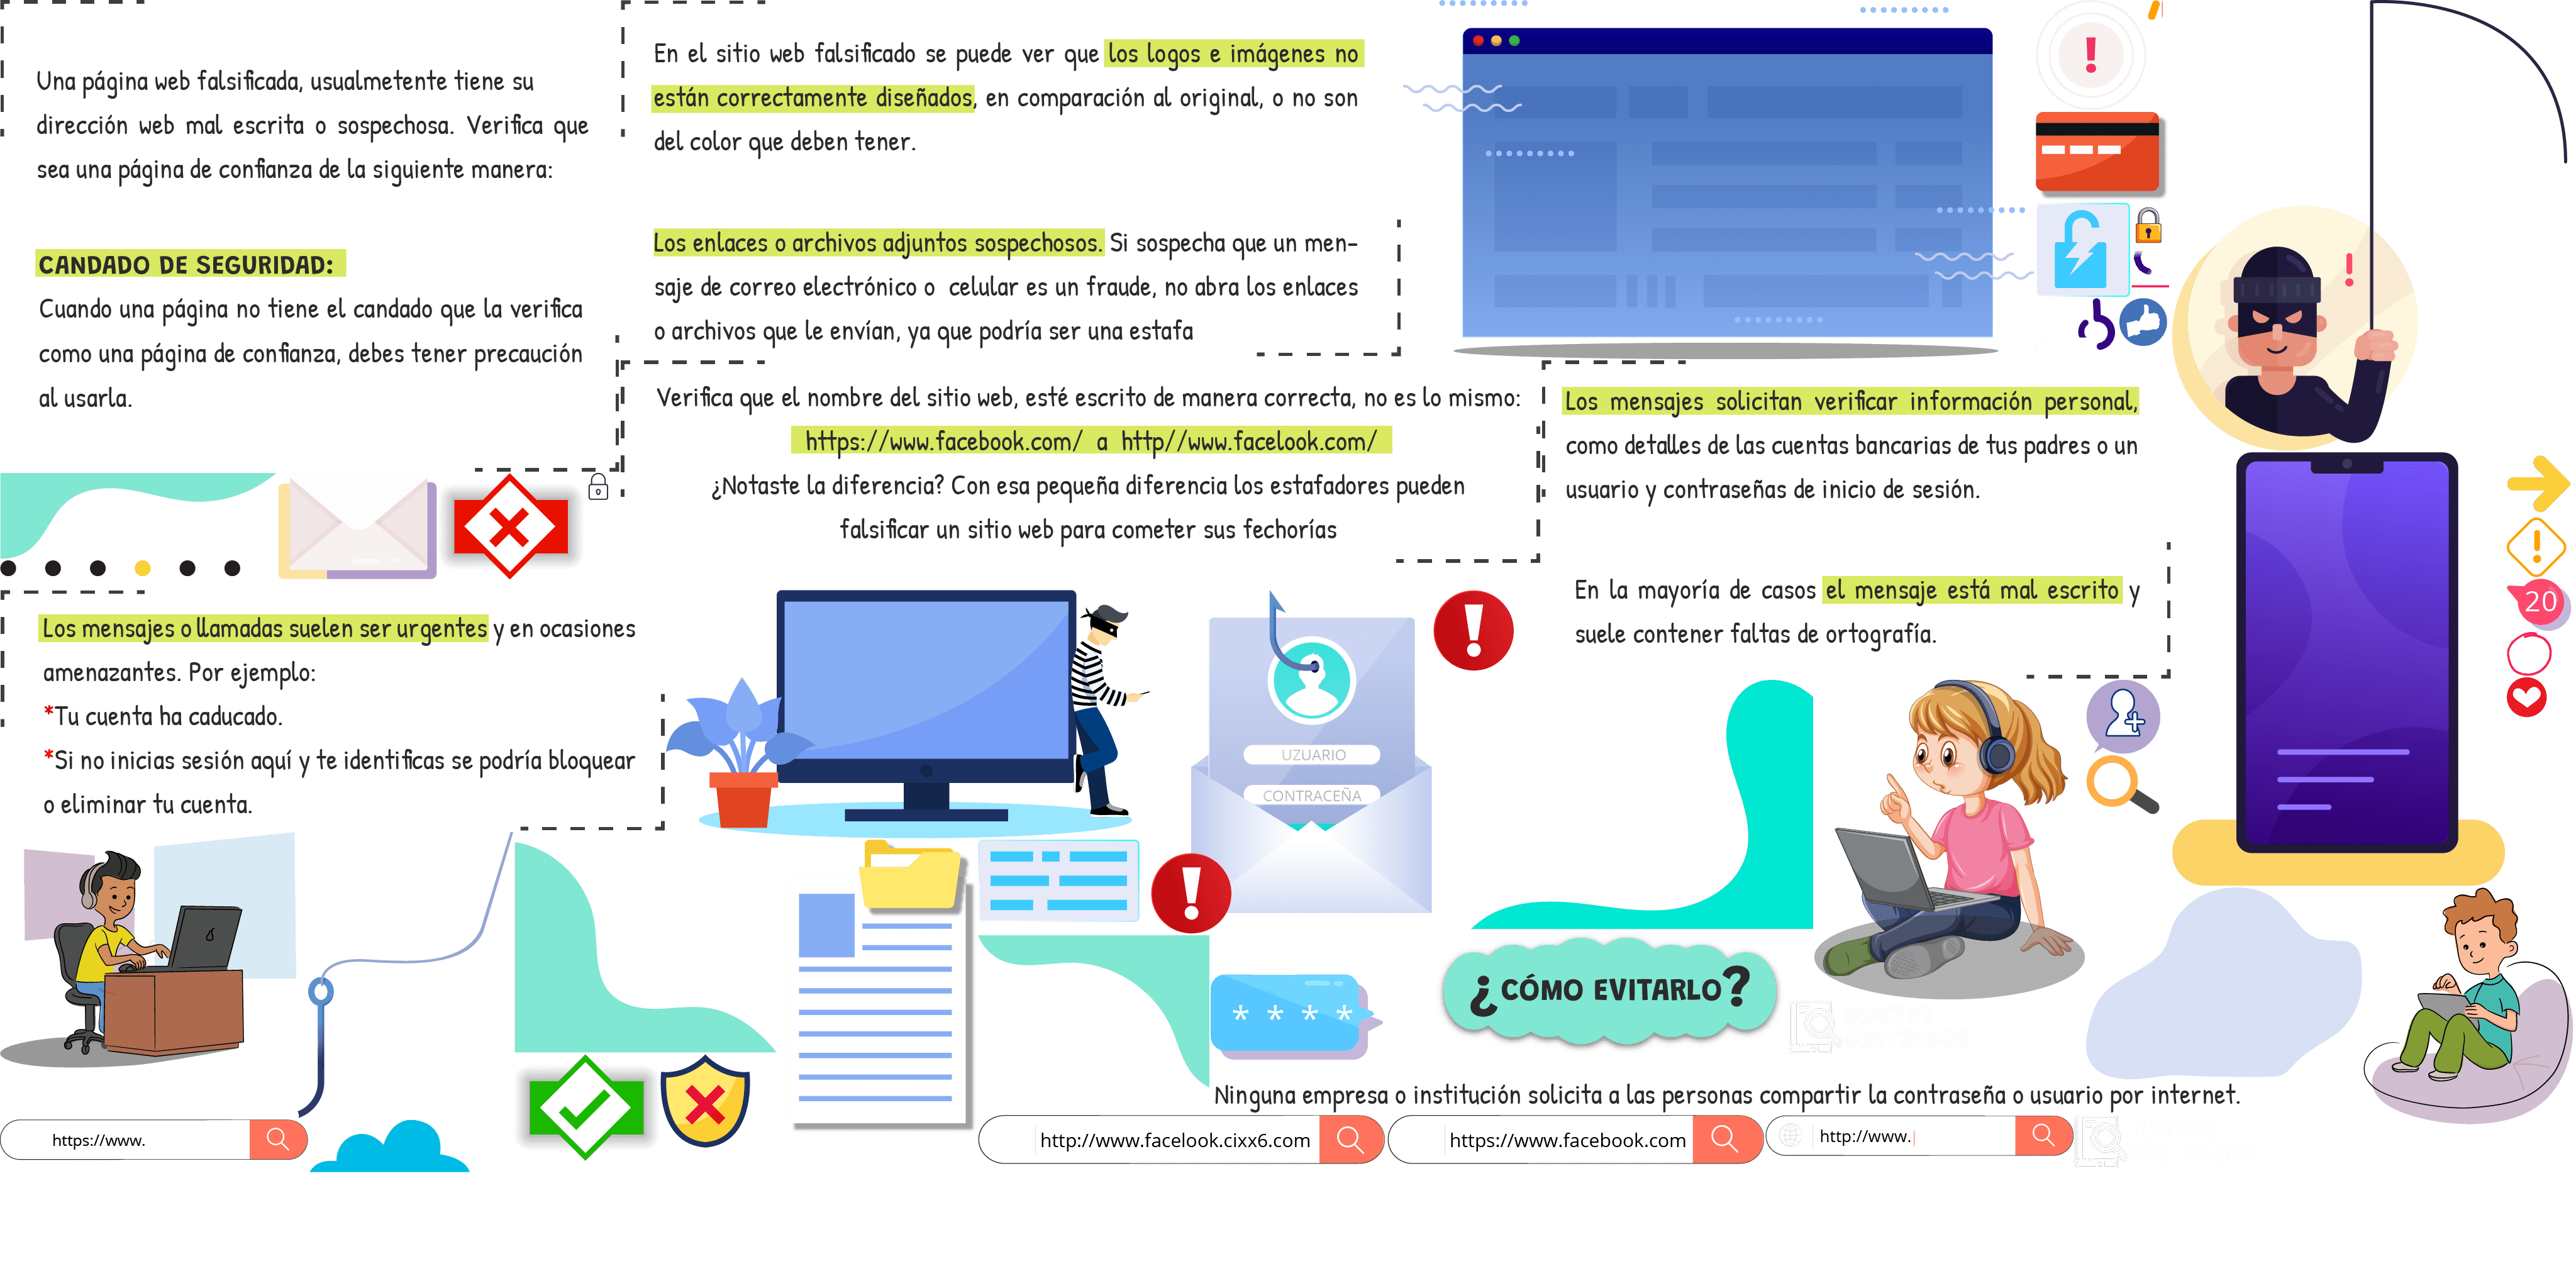 Una página web falsificada, usualmetente tiene su
dirección web mal escrita o sospechosa. Verifica que
sea una página de confianza de la siguiente manera:
CANDADO DE SEGURIDAD:
Cuando una página no tiene el candado que la verifica
como una página de confianza, debes tener precaución
al usarla.
En el sitio web falsificado se puede ver que los logos e imágenes no
están correctamente diseñados, en comparación al original, o no son
del color que deben tener.
Los enlaces o archivos adjuntos sospechosos. Si sospecha que un men-
saje de correo electrónico o celular es un fraude, no abra los enlaces
o archivos que le envían, ya que podría ser una estafa
Verifica que el nombre del sitio web, esté escrito de manera correcta, no es lo mismo:
https://www.facebook.com/ a http//www.facelook.com/
¿Notaste la diferencia? Con esa pequeña diferencia los estafadores pueden
falsificar un sitio web para cometer sus fechorías
Los mensajes solicitan verificar información personal,
como detalles de las cuentas bancarias de tus padres o un
usuario y contraseñas de inicio de sesión.
En la mayoría de casos el mensaje está mal escrito y
suele contener faltas de ortografía.
20
Los mensajes o llamadas suelen ser urgentes y en ocasiones
amenazantes. Por ejemplo:
*Tu cuenta ha caducado.
*Si no inicias sesión aquí y te identificas se podría bloquear
o eliminar tu cuenta.
UZUARIO
CONTRACEÑA
* * * *
¿CÓMO EVITARLO?
Ninguna empresa o institución solicita a las personas compartir la contraseña o usuario por internet.
https://www.
http://www.facelook.cixx6.com
https://www.facebook.com
http://www.